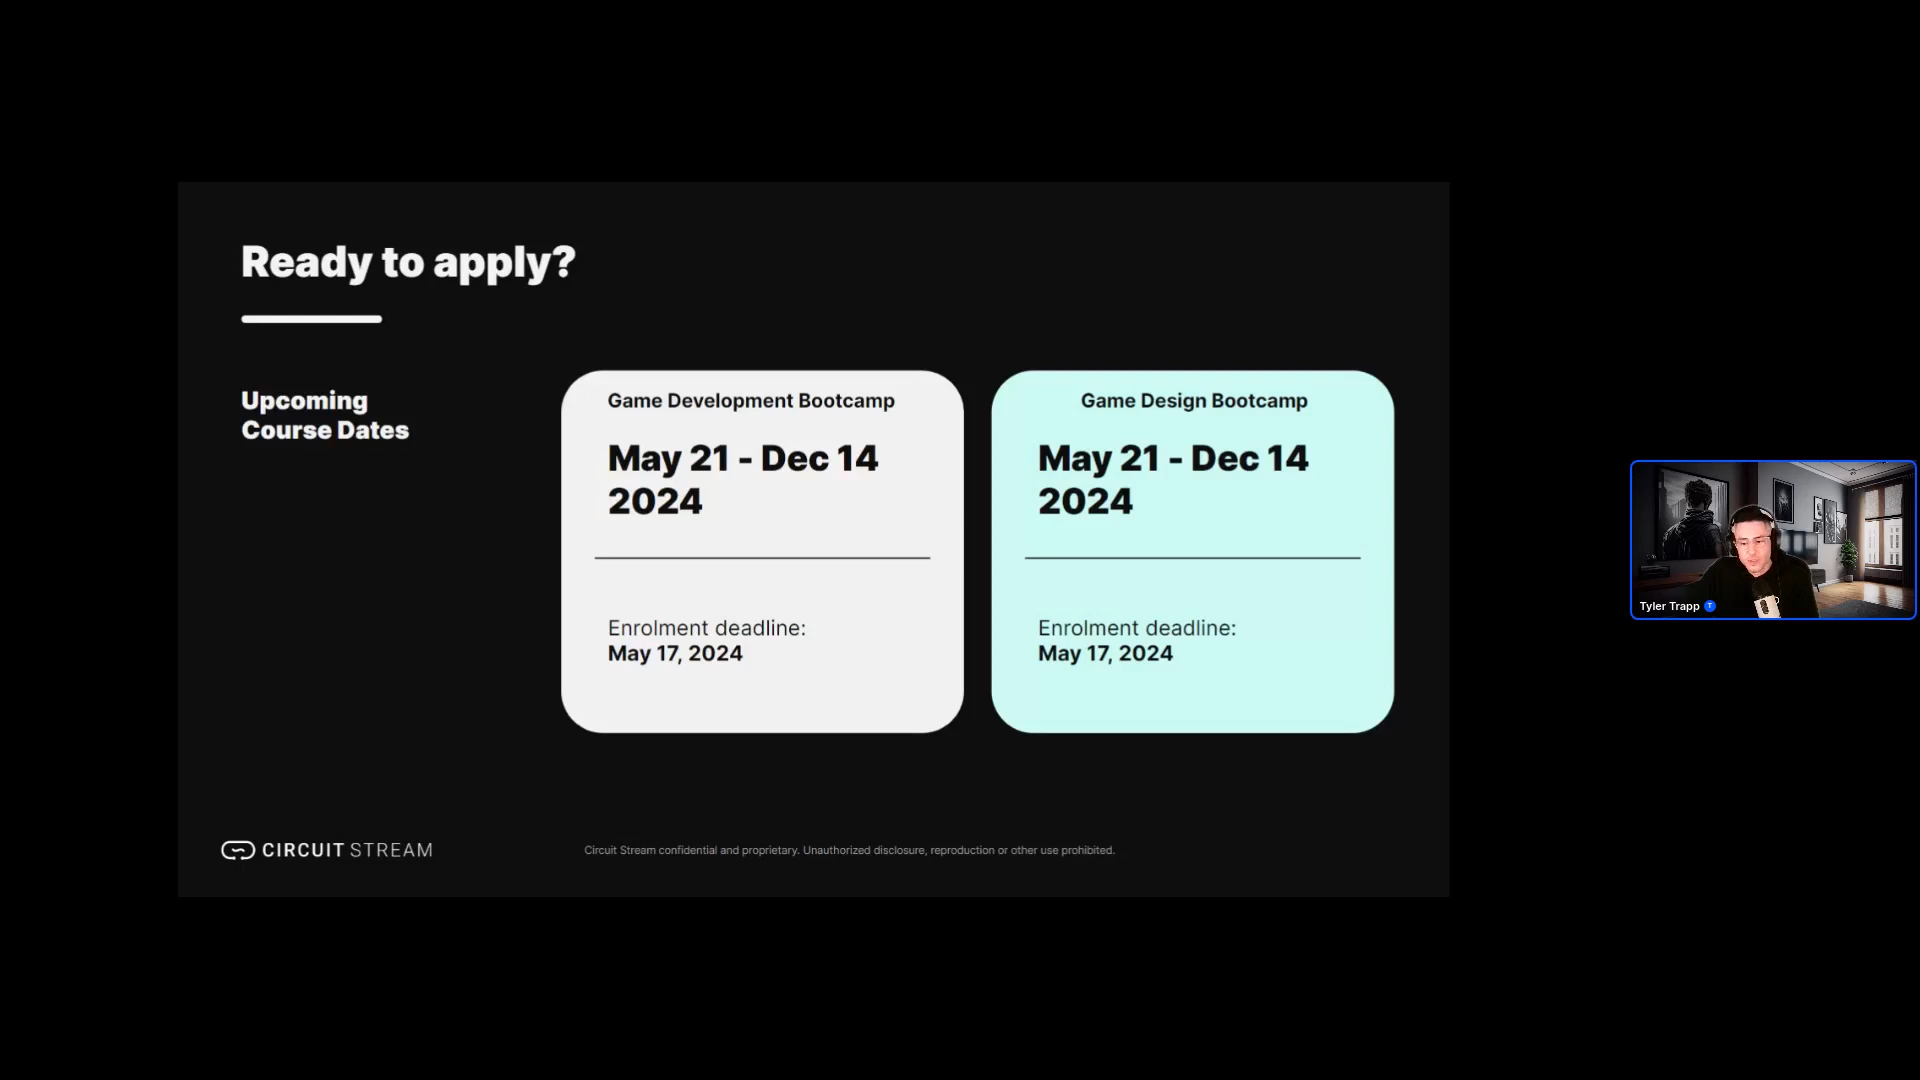 Ready to apply?
Upcoming
Course Dates
Game Development Bootcamp
May 21 - Dec 14
2024
Enrolment deadline:
May 17, 2024
Game Design Bootcamp
May 21 - Dec 14
2024
Enrolment deadline:
May 17, 2024
CIRCUIT STREAM
Circuit Stream confidential and proprietary. Unauthorized disclosure, reproduction or other use prohibited.
Tyler Trapp T